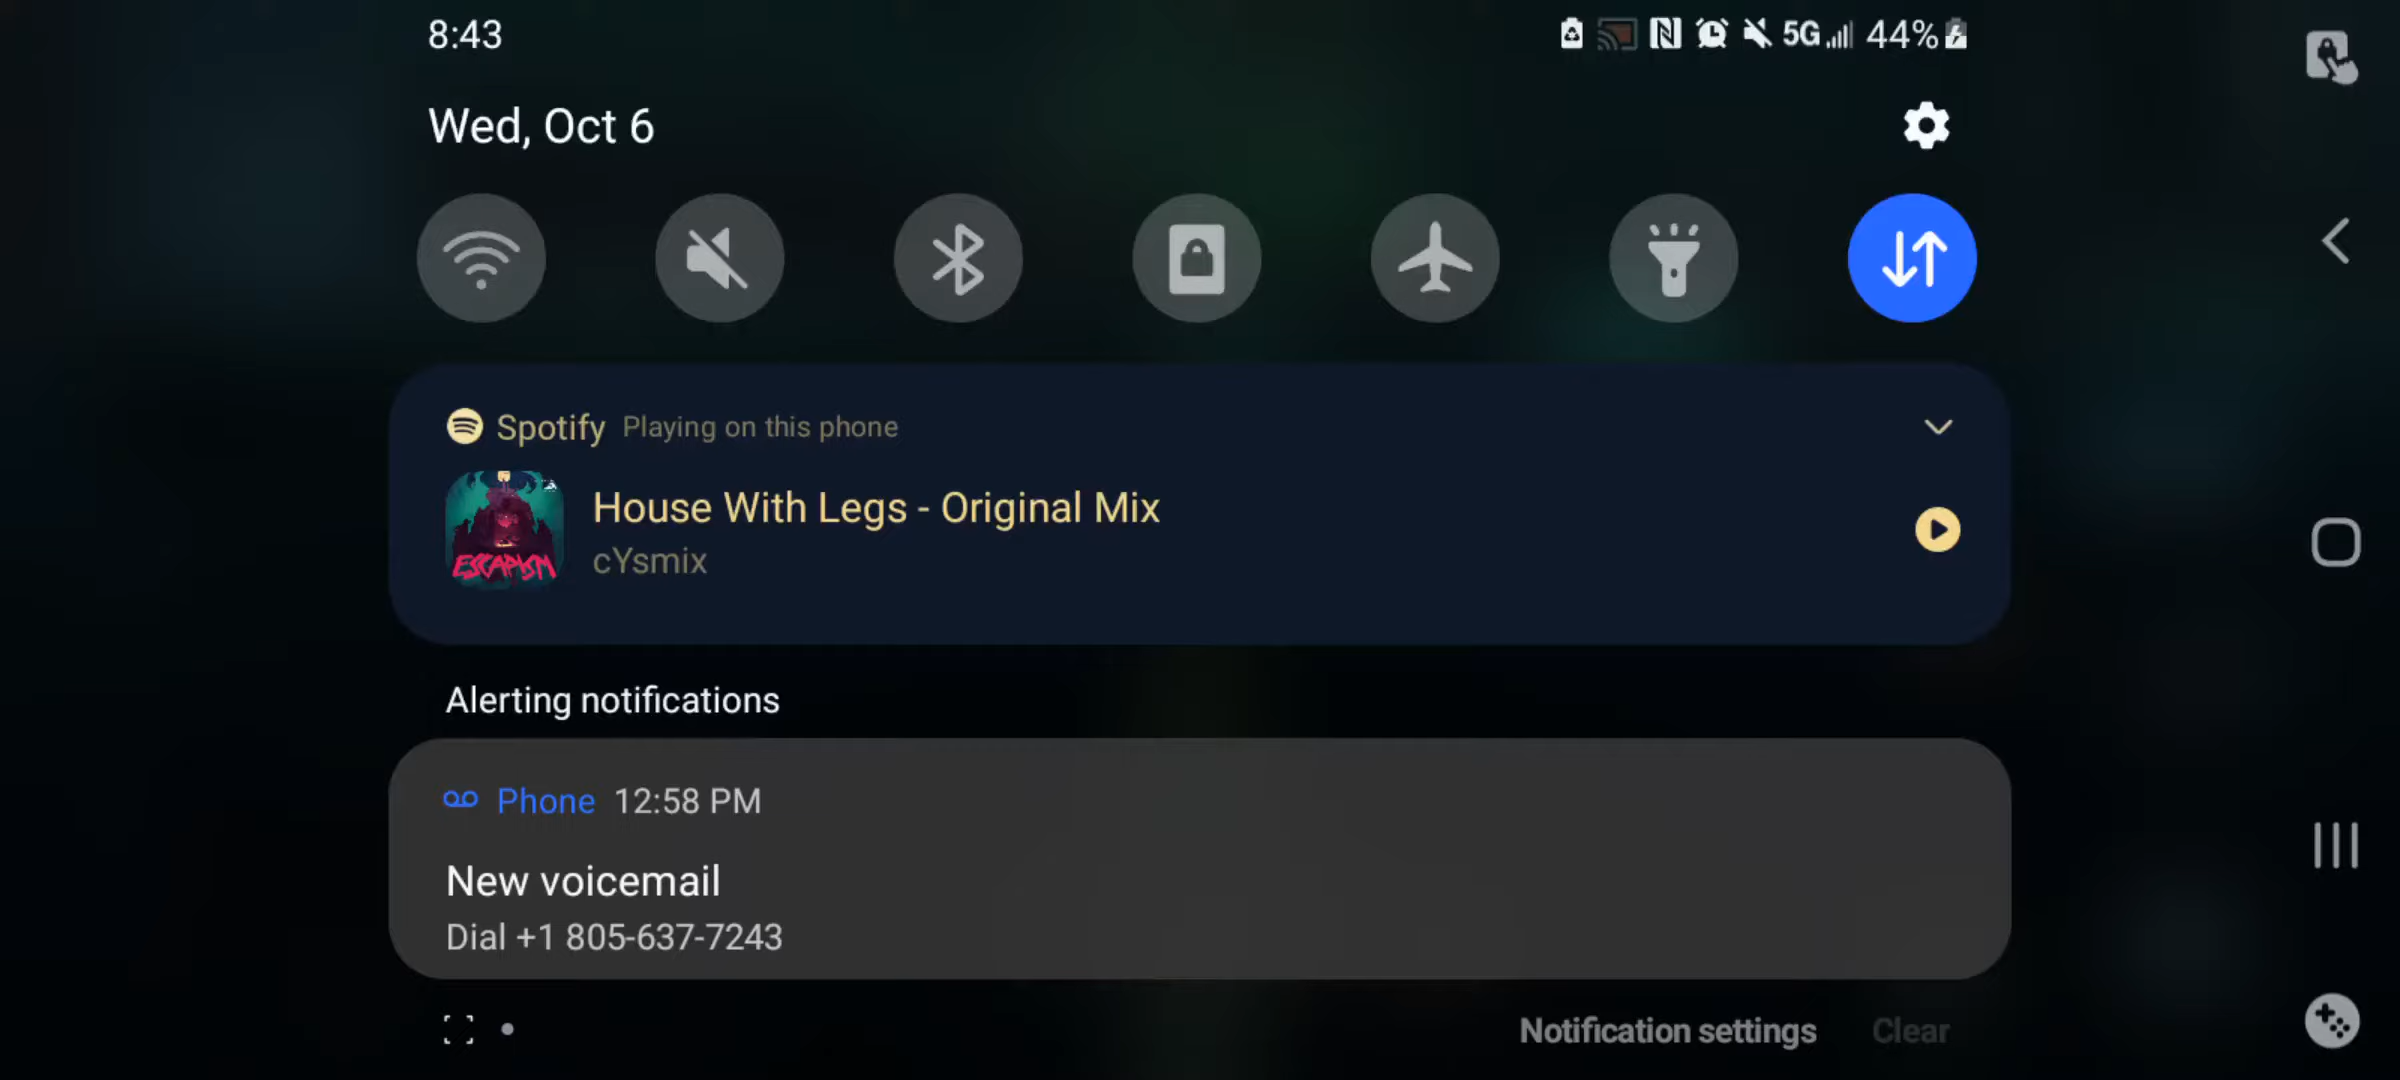 8:43
5G 44%
Wed, Oct 6
Spotify Playing on this phone
House With Legs - Original Mix
cYsmix
ESCAPISM
Alerting notifications
Phone 12:58 PM
New voicemail
Dial +1 805-637-7243
Notification settings Clear